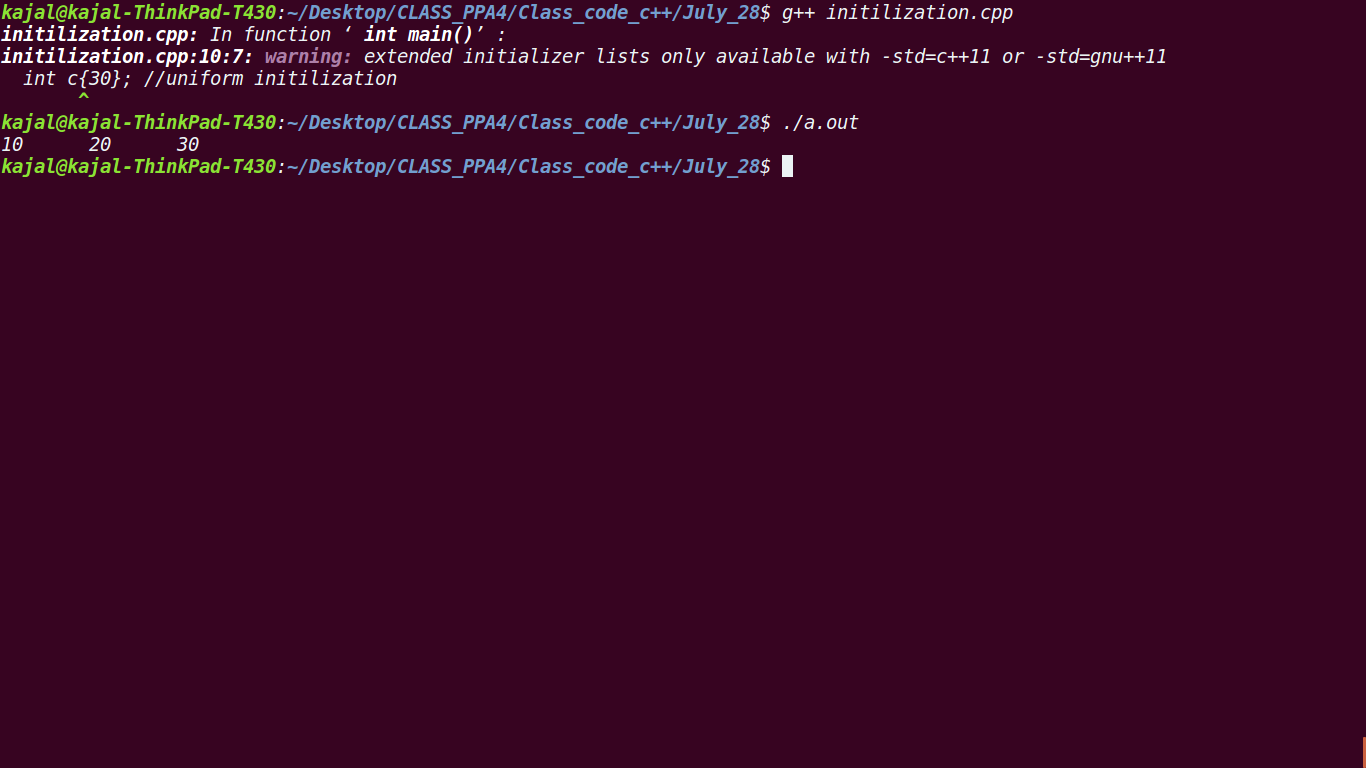 kajal@kajal-ThinkPad-T430:~/Desktop/CLASS_PPA4/Class_code_c++/July_28$ g++ initilization.cpp
initilization.cpp: In function ‘ int main()’ :
initilization.cpp:10:7: warning: extended initializer lists only available with -std=c++11 or -std=gnu++11
  int c{30}; //uniform initilization
       ^
kajal@kajal-ThinkPad-T430:~/Desktop/CLASS_PPA4/Class_code_c++/July_28$ ./a.out
10      20      30
kajal@kajal-ThinkPad-T430:~/Desktop/CLASS_PPA4/Class_code_c++/July_28$